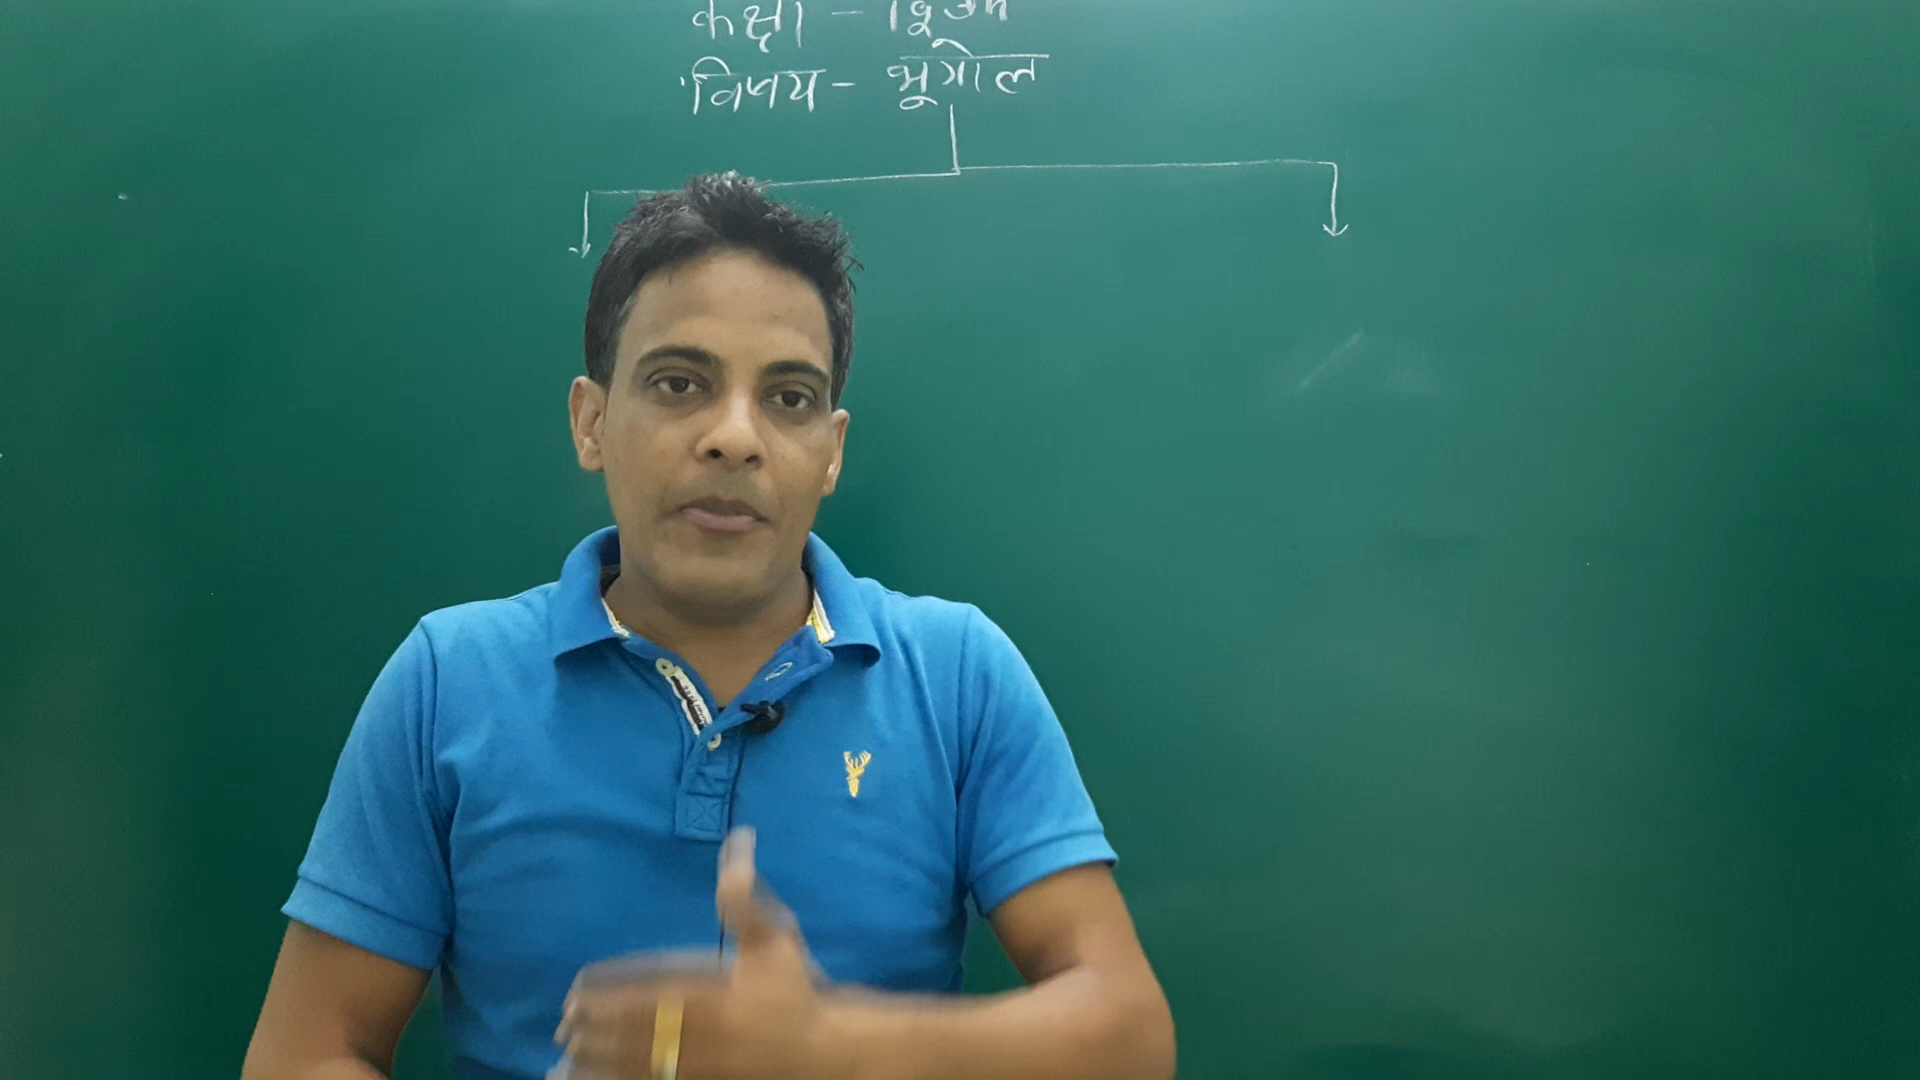 कक्षा -
विषय - भूगोल